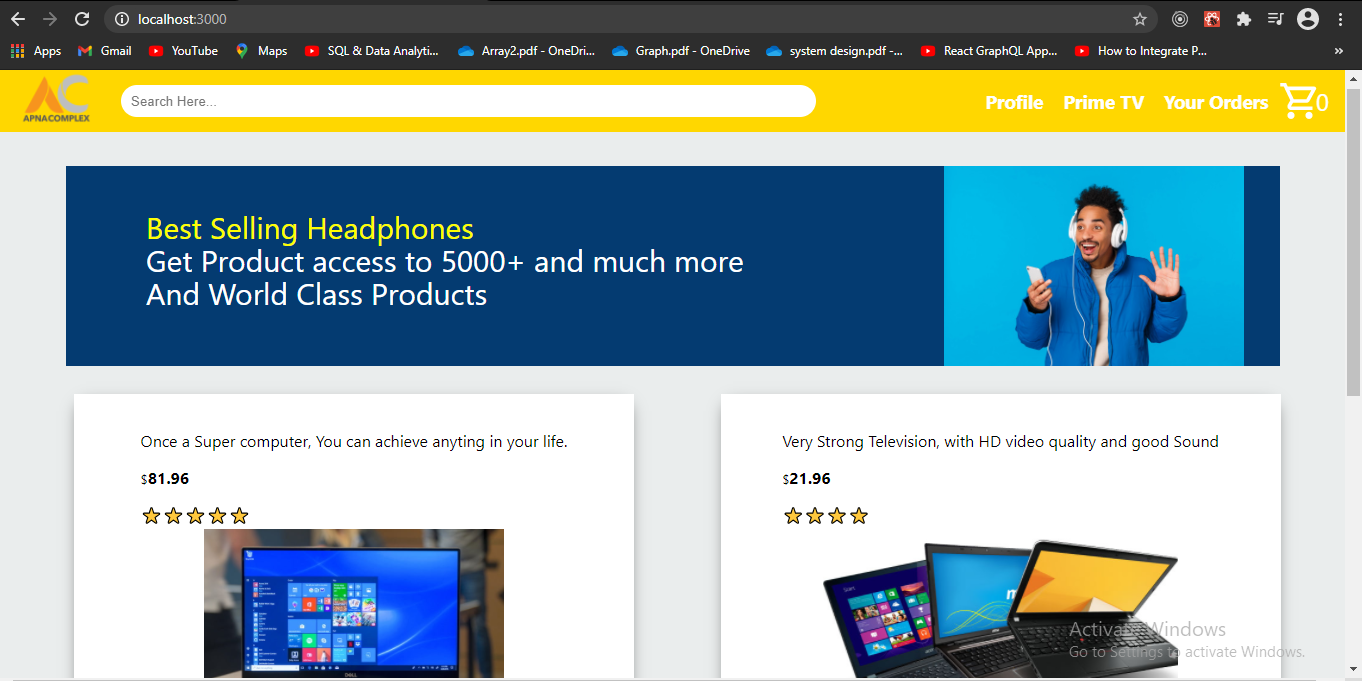 localhost:3000
Apps Gmail YouTube Maps SQL & Data Analyti... Array2.pdf - OneDri... Graph.pdf - OneDrive system design.pdf -... React GraphQL App... How to Integrate P... »
AC
APNACOMPLEX
Search Here...
Profile Prime TV Your Orders 0
Best Selling Headphones
Get Product access to 5000+ and much more
And World Class Products
Once a Super computer, You can achieve anyting in your life.
$81.96
Very Strong Television, with HD video quality and good Sound
$21.96
Start
DELL
Activate Windows
Go to Settings to activate Windows.